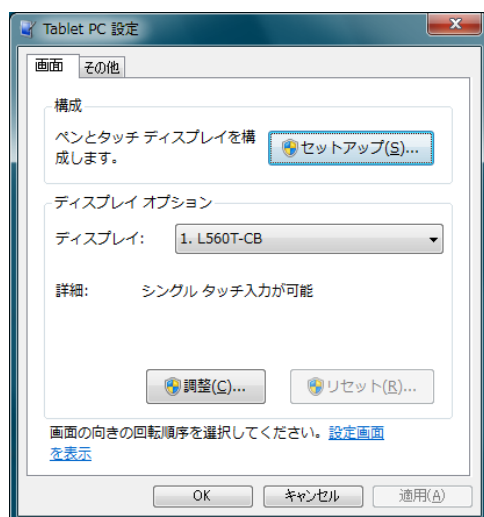 Tablet PC 設定
画面 その他
構成
ペンとタッチ ディスプレイを構
成します。
セットアップ(S)...
ディスプレイ オプション
ディスプレイ: 1. L560T-CB
詳細: シングル タッチ入力が可能
調整(C)... リセット(R)...
画面の向きの回転順序を選択してください。設定画面
を表示
OK キャンセル 適用(A)